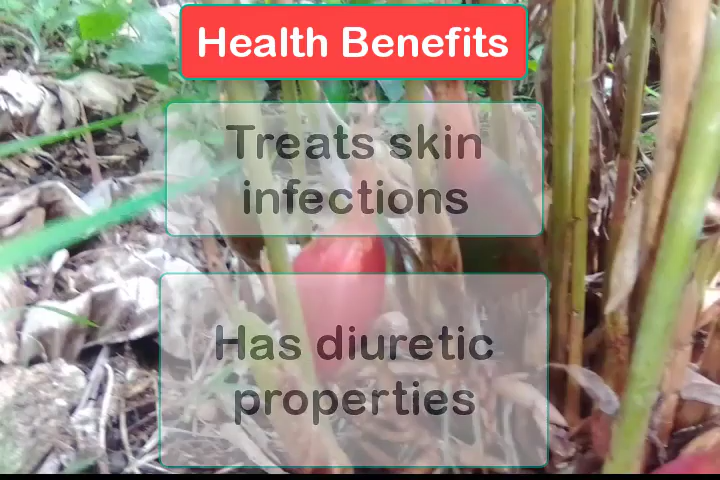 Health Benefits
Treats skin
infections
Has diuretic
properties